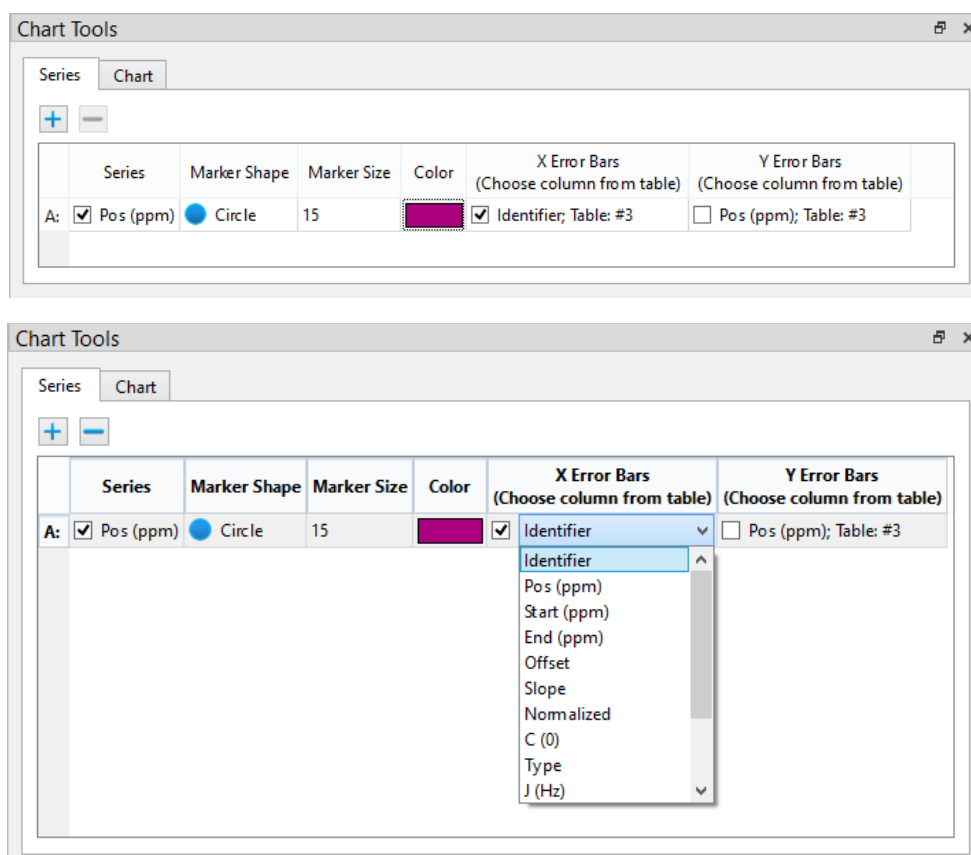 Chart Tools
Series Chart
Series Marker Shape Marker Size Color X Error Bars (Choose column from table) Y Error Bars (Choose column from table)
A: Pos (ppm) Circle 15 Identifier; Table: #3 Pos (ppm); Table: #3
Chart Tools
Series Chart
Series Marker Shape Marker Size Color X Error Bars (Choose column from table) Y Error Bars (Choose column from table)
A: Pos (ppm) Circle 15 Identifier Pos (ppm); Table: #3
Identifier
Pos (ppm)
Start (ppm)
End (ppm)
Offset
Slope
Normalized
C (0)
Type
J (Hz)